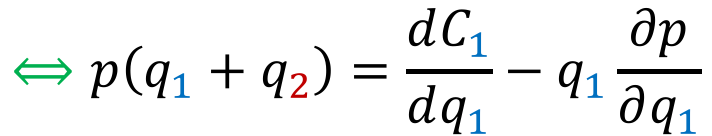 ⟺ p(q₁ + q₂) = dC₁/dq₁ − q₁ ∂p/∂q₁